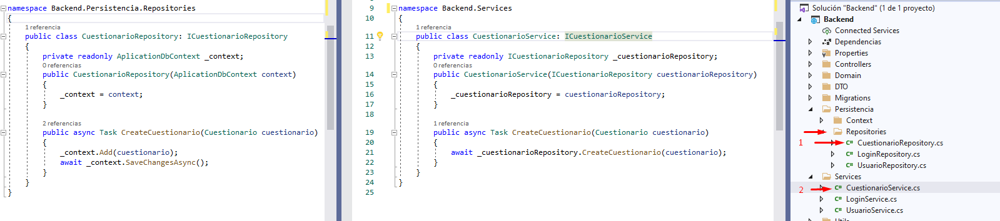 namespace Backend.Persistencia.Repositories
{
1 referencia
public class CuestionarioRepository: ICuestionarioRepository
{
private readonly AplicationDbContext _context;
0 referencias
public CuestionarioRepository(AplicationDbContext context)
{
_context = context;
}
2 referencias
public async Task CreateCuestionario(Cuestionario cuestionario)
{
_context.Add(cuestionario);
await _context.SaveChangesAsync();
}
}
}
9 namespace Backend.Services
10 {
1 referencia
11 public class CuestionarioService: ICuestionarioService
12 {
13 private readonly ICuestionarioRepository _cuestionarioRepository;
0 referencias
14 public CuestionarioService(ICuestionarioRepository cuestionarioRepository)
15 {
16 _cuestionarioRepository = cuestionarioRepository;
17 }
18
1 referencia
19 public async Task CreateCuestionario(Cuestionario cuestionario)
20 {
21 await _cuestionarioRepository.CreateCuestionario(cuestionario);
22 }
23 }
24 }
25
Solución "Backend" (1 de 1 proyecto)
Backend
Connected Services
Dependencias
Properties
Controllers
Domain
DTO
Migrations
Persistencia
Context
Repositories
1 C# CuestionarioRepository.cs
C# LoginRepository.cs
C# UsuarioRepository.cs
Services
2 C# CuestionarioService.cs
C# LoginService.cs
C# UsuarioService.cs